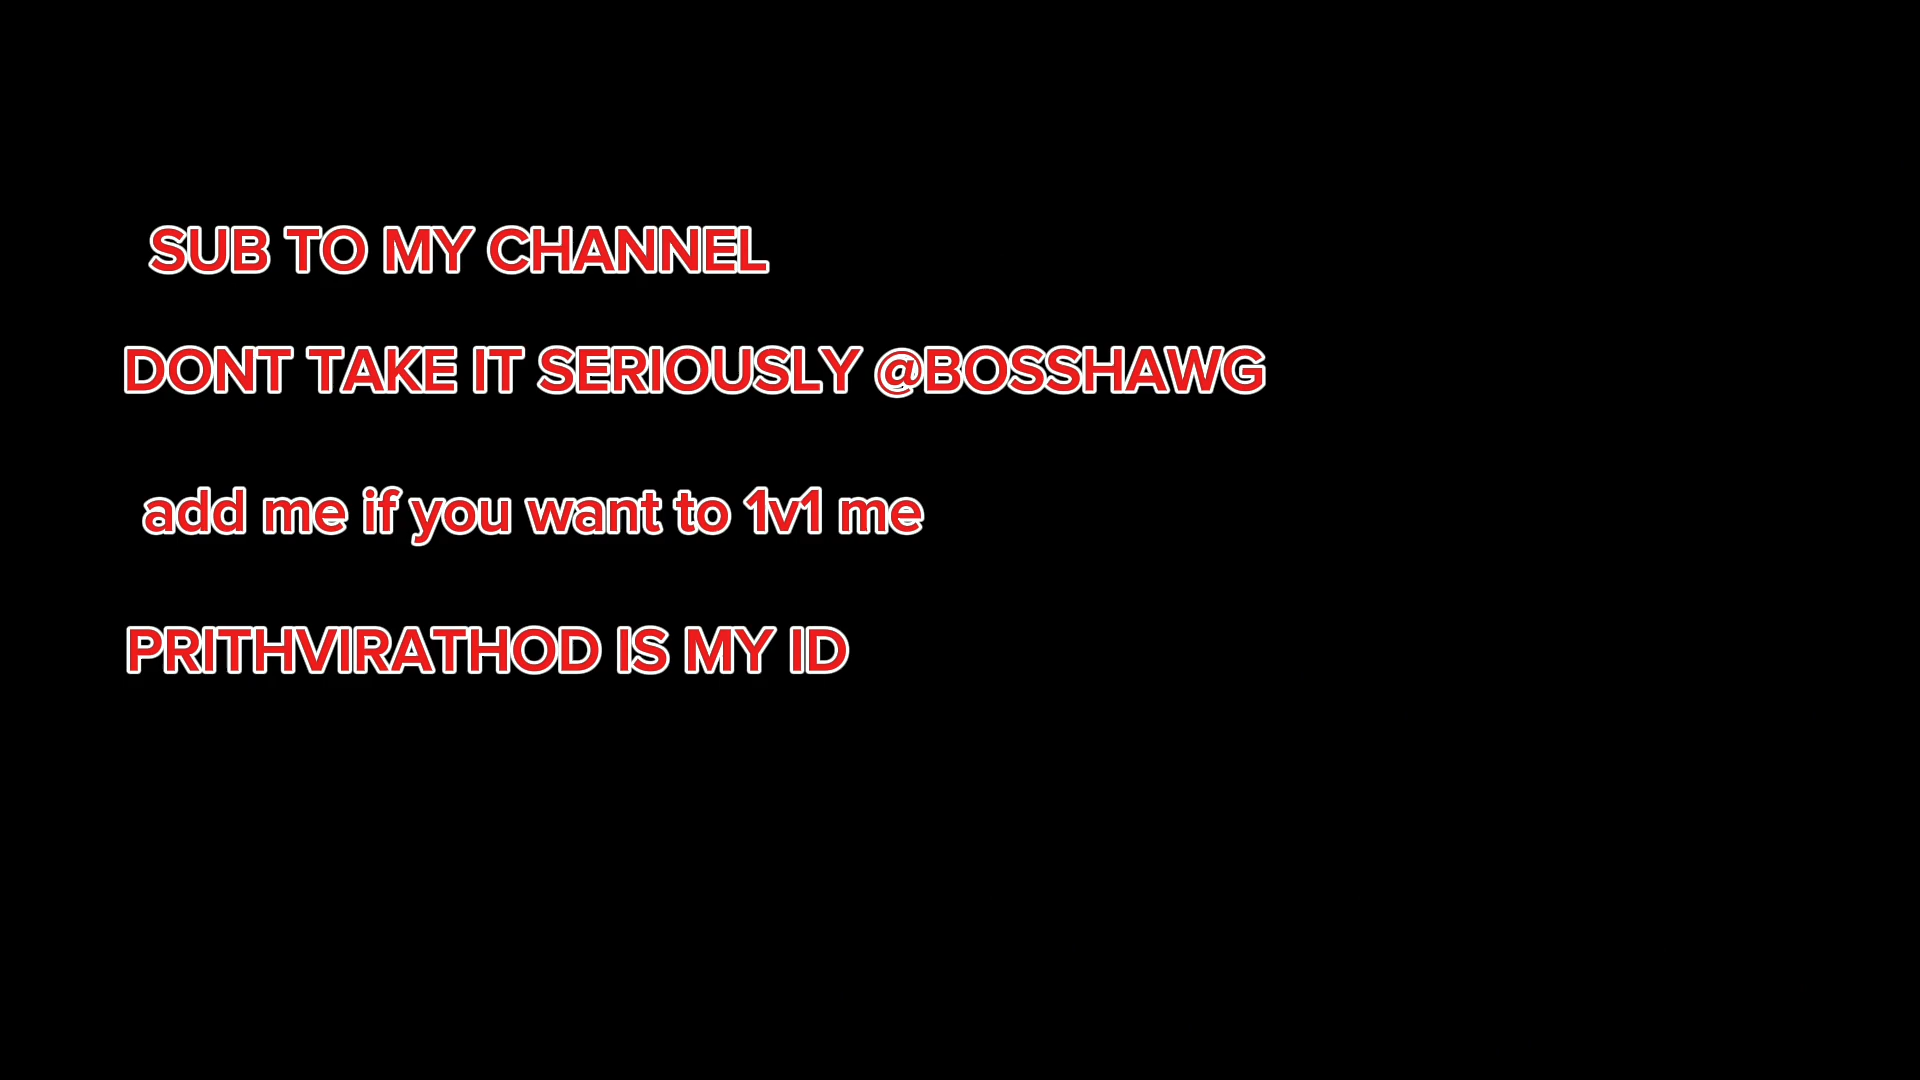 SUB TO MY CHANNEL
DONT TAKE IT SERIOUSLY @BOSSHAWG
add me if you want to 1v1 me
PRITHVIRATHOD IS MY ID